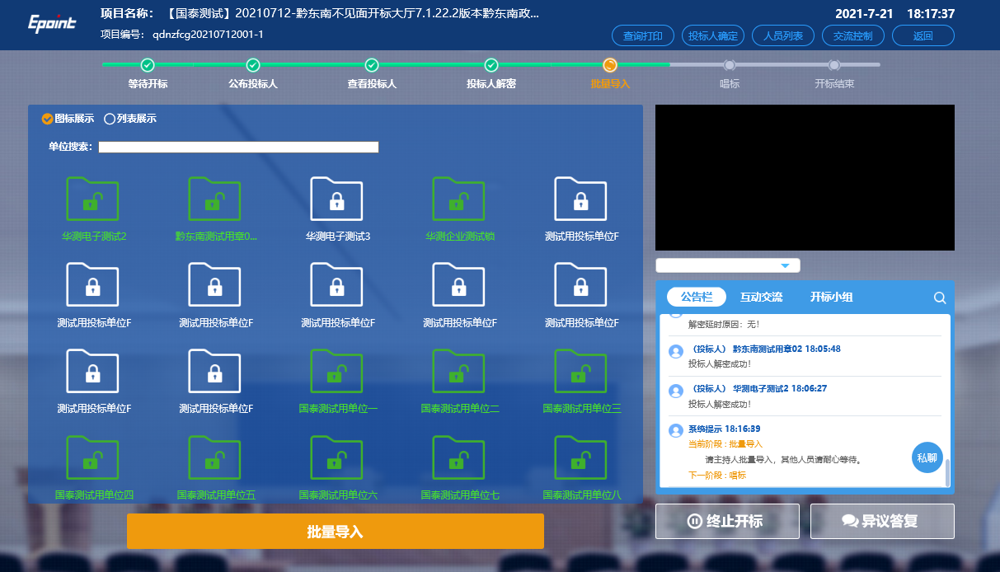 Epoint
项目名称： 【国泰测试】20210712-黔东南不见面开标大厅7.1.22.2版本黔东南政...
2021-7-21 18:17:37
项目编号： qdnzfcg20210712001-1
查询打印 投标人确定 人员列表 交流控制 返回
等待开标 公布投标人 查看投标人 投标人解密 批量导入 唱标 开标结束
图标展示 列表展示
单位搜索：
华测电子测试2 黔东南测试用章0... 华测电子测试3 华测企业测试锁 测试用投标单位F
测试用投标单位F 测试用投标单位F 测试用投标单位F 测试用投标单位F 测试用投标单位F
测试用投标单位F 测试用投标单位F 国泰测试用单位一 国泰测试用单位二 国泰测试用单位三
国泰测试用单位四 国泰测试用单位五 国泰测试用单位六 国泰测试用单位七 国泰测试用单位八
批量导入
公告栏 互动交流 开标小组
解密延时原因：无！
（投标人） 黔东南测试用章02 18:05:48
投标人解密成功！
（投标人） 华测电子测试2 18:06:27
投标人解密成功！
系统提示 18:16:39
当前阶段 : 批量导入
请主持人批量导入，其他人员请耐心等待。
下一阶段 : 唱标
私聊
终止开标 异议答复